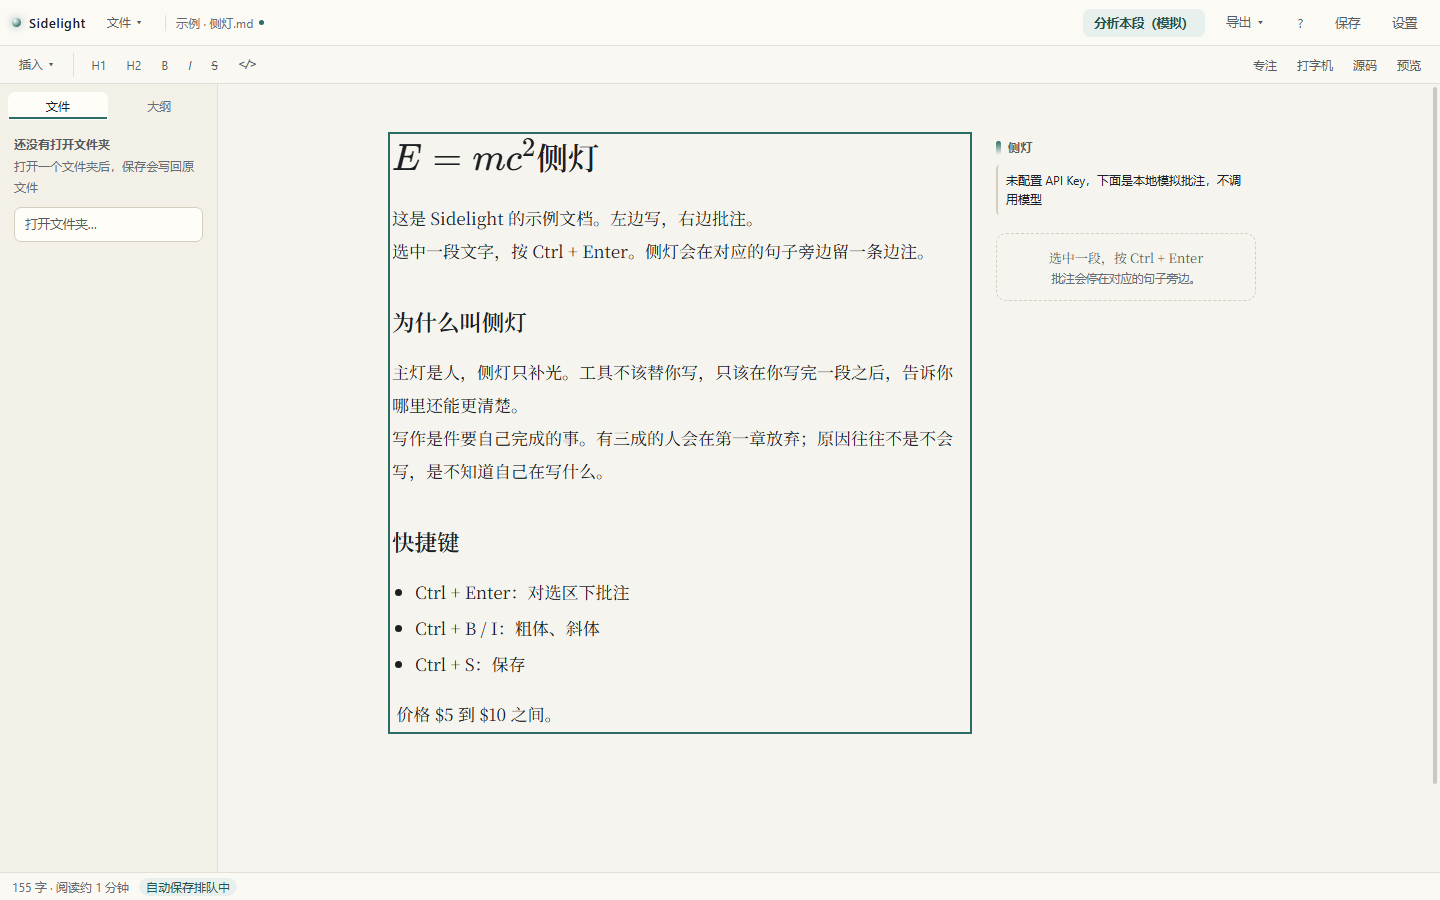 Sidelight 文件 示例 · 侧灯.md 分析本段（模拟） 导出 ? 保存 设置
插入 H1 H2 B I S </> 专注 打字机 源码 预览
文件 大纲
还没有打开文件夹
打开一个文件夹后，保存会写回原
文件
打开文件夹...
E = mc²侧灯
这是 Sidelight 的示例文档。左边写，右边批注。
选中一段文字，按 Ctrl + Enter。侧灯会在对应的句子旁边留一条边注。
为什么叫侧灯
主灯是人，侧灯只补光。工具不该替你写，只该在你写完一段之后，告诉你
哪里还能更清楚。
写作是件要自己完成的事。有三成的人会在第一章放弃；原因往往不是不会
写，是不知道自己在写什么。
快捷键
Ctrl + Enter：对选区下批注
Ctrl + B / I：粗体、斜体
Ctrl + S：保存
价格 $5 到 $10 之间。
侧灯
未配置 API Key，下面是本地模拟批注，不调
用模型
选中一段，按 Ctrl + Enter
批注会停在对应的句子旁边。
155 字 · 阅读约 1 分钟 自动保存排队中